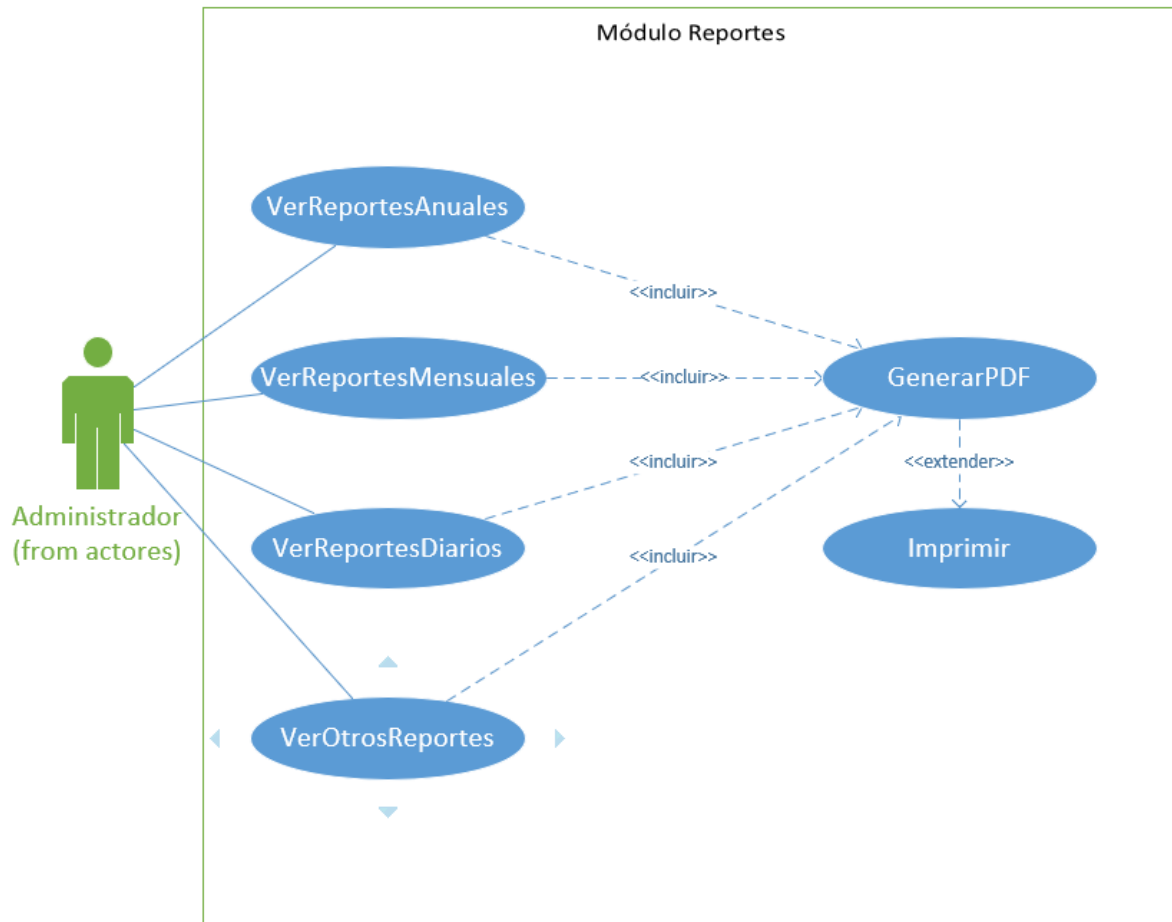 Módulo Reportes
VerReportesAnuales
<<incluir>>
VerReportesMensuales
<<incluir>>
GenerarPDF
<<incluir>>
<<extender>>
Administrador
(from actores)
VerReportesDiarios
Imprimir
<<incluir>>
VerOtrosReportes